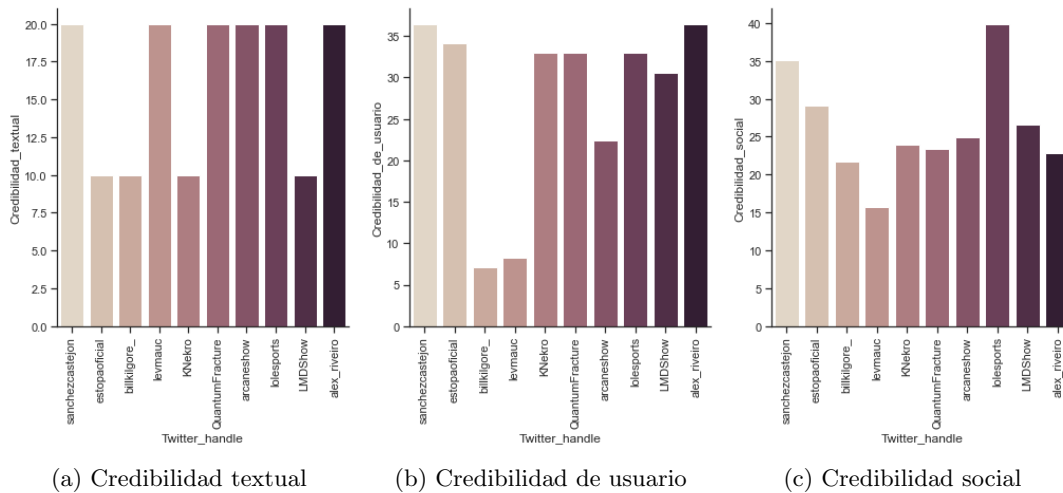 Credibilidad_textual
20.0
17.5
15.0
12.5
10.0
7.5
5.0
2.5
0.0
sanchezcastejon
estopaoficial
billkilgore_
levmauc
KNekro
QuantumFracture
arcaneshow
lolesports
LMDShow
alex_riveiro
Twitter_handle
(a) Credibilidad textual
Credibilidad_de_usuario
35
30
25
20
15
10
5
0
sanchezcastejon
estopaoficial
billkilgore_
levmauc
KNekro
QuantumFracture
arcaneshow
lolesports
LMDShow
alex_riveiro
Twitter_handle
(b) Credibilidad de usuario
Credibilidad_social
40
35
30
25
20
15
10
5
0
sanchezcastejon
estopaoficial
billkilgore_
levmauc
KNekro
QuantumFracture
arcaneshow
lolesports
LMDShow
alex_riveiro
Twitter_handle
(c) Credibilidad social